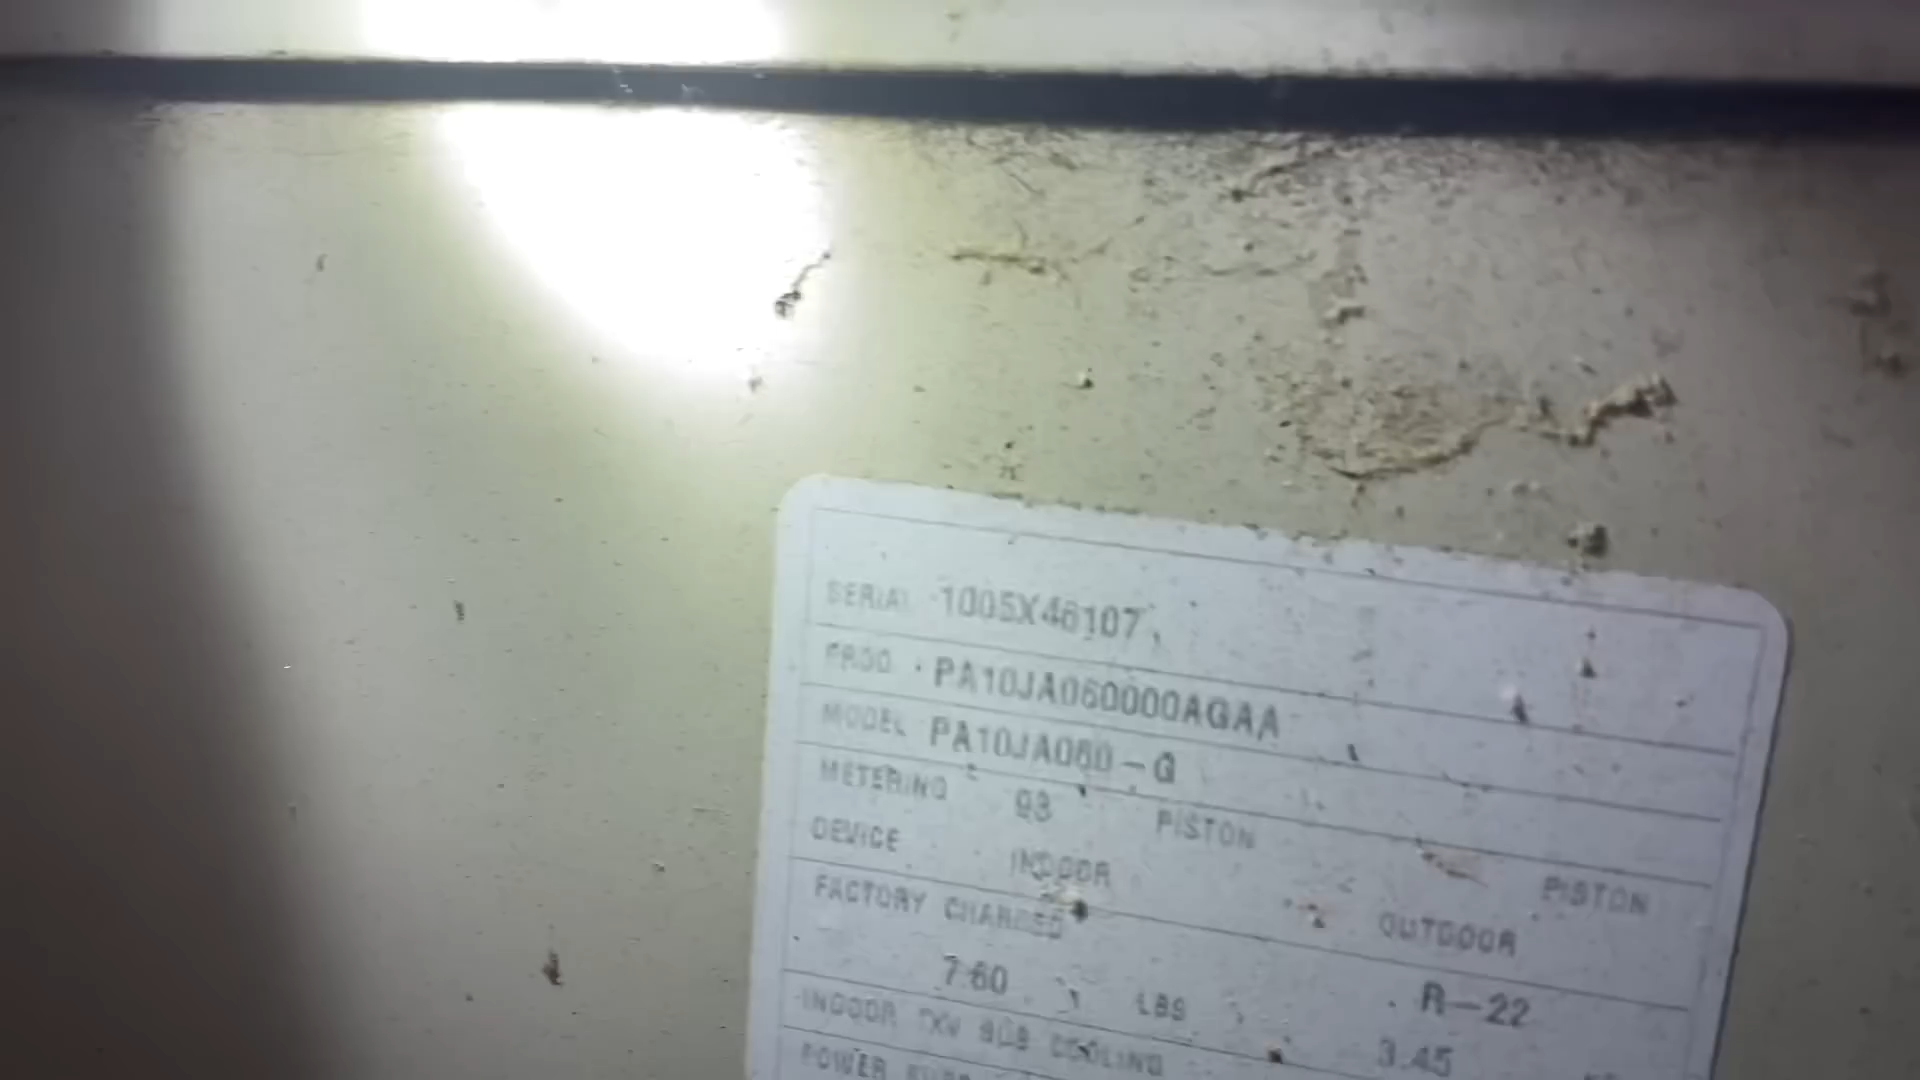 SERIAL 1005X46107
PROD PA10JA060000AGAA
MODEL PA10JA060-G
METERING 93 PISTON PISTON
DEVICE INDOOR OUTDOOR
FACTORY CHARGED
7.60 LBS R-22
INDOOR TXV SUB COOLING 3.45
POWER